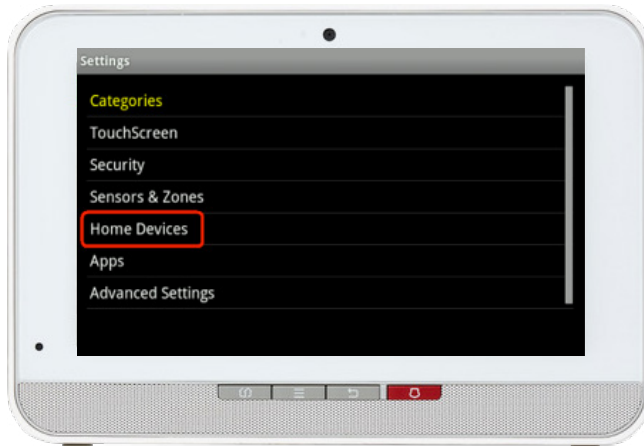 Settings
Categories
TouchScreen
Security
Sensors & Zones
Home Devices
Apps
Advanced Settings